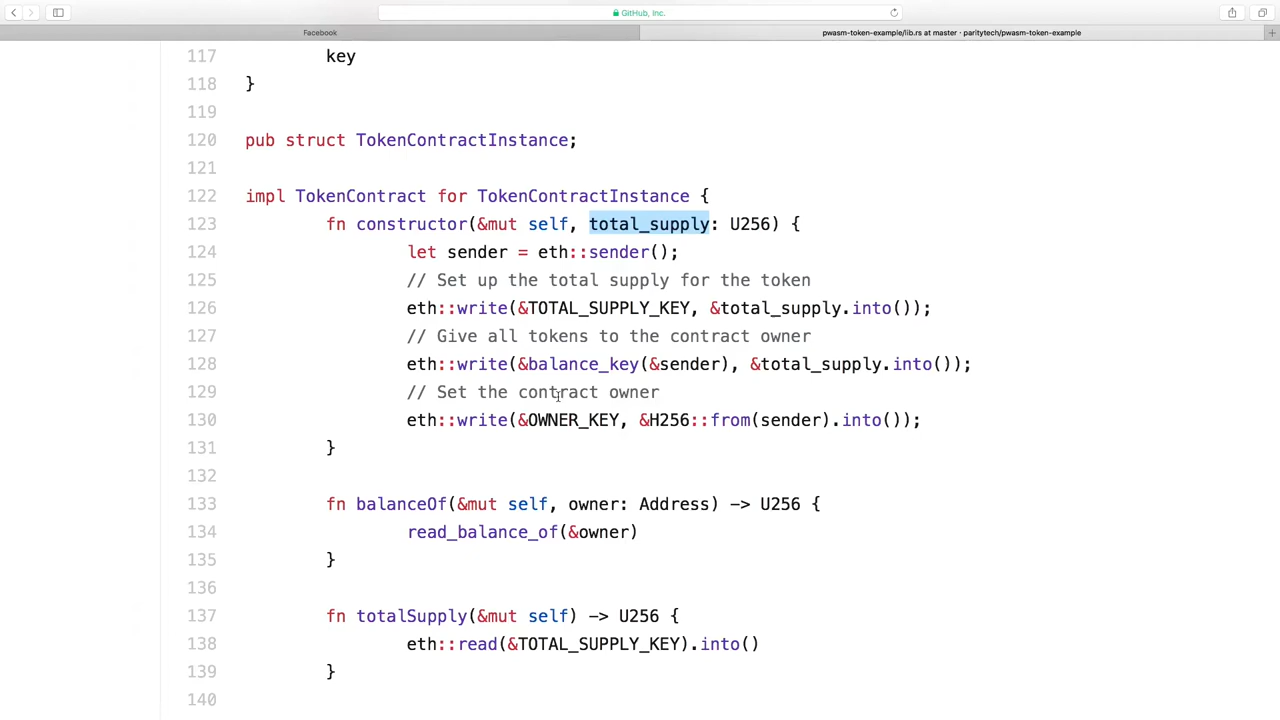 GitHub, Inc.
Facebook
pwasm-token-example/lib.rs at master · paritytech/pwasm-token-example
117 key
118 }
119
120 pub struct TokenContractInstance;
121
122 impl TokenContract for TokenContractInstance {
123 fn constructor(&mut self, total_supply: U256) {
124 let sender = eth::sender();
125 // Set up the total supply for the token
126 eth::write(&TOTAL_SUPPLY_KEY, &total_supply.into());
127 // Give all tokens to the contract owner
128 eth::write(&balance_key(&sender), &total_supply.into());
129 // Set the contract owner
130 eth::write(&OWNER_KEY, &H256::from(sender).into());
131 }
132
133 fn balanceOf(&mut self, owner: Address) -> U256 {
134 read_balance_of(&owner)
135 }
136
137 fn totalSupply(&mut self) -> U256 {
138 eth::read(&TOTAL_SUPPLY_KEY).into()
139 }
140